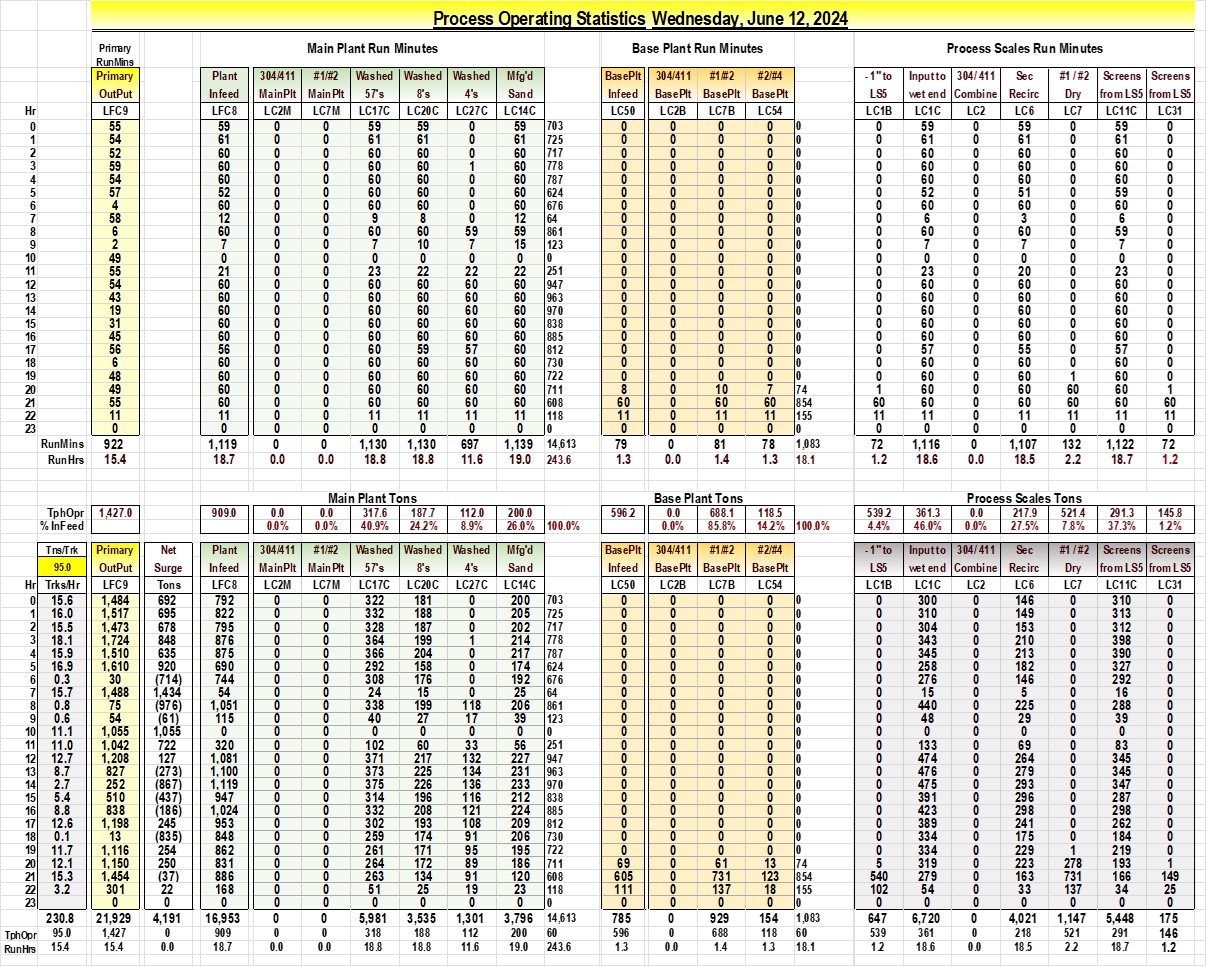 Process Operating Statistics Wednesday, June 12, 2024
Primary Main Plant Run Minutes Base Plant Run Minutes Process Scales Run Minutes
RunMins
Primary Plant 304/411 #1/#2 Washed Washed Washed Mfg'd BasePlt 304/411 #1/#2 #2/#4 - 1" to Input to 304/ 411 Sec #1 / #2 Screens Screens
OutPut Infeed MainPlt MainPlt 57's 8's 4's Sand Infeed BasePlt BasePlt BasePlt LS5 wet end Combine Recirc Dry from LS5 from LS5
Hr LFC9 LFC8 LC2M LC7M LC17C LC20C LC27C LC14C LC50 LC2B LC7B LC54 LC1B LC1C LC2 LC6 LC7 LC11C LC31
0 55 59 0 0 59 59 0 59 703 0 0 0 0 0 0 59 0 59 0 59 0
1 54 61 0 0 61 61 0 61 725 0 0 0 0 0 0 61 0 61 0 61 0
2 52 60 0 0 60 60 0 60 717 0 0 0 0 0 0 60 0 60 0 60 0
3 59 60 0 0 60 60 1 60 778 0 0 0 0 0 0 60 0 60 0 60 0
4 54 60 0 0 60 60 0 60 787 0 0 0 0 0 0 60 0 60 0 60 0
5 57 52 0 0 60 60 0 60 624 0 0 0 0 0 0 52 0 51 0 59 0
6 4 60 0 0 60 60 0 60 676 0 0 0 0 0 0 60 0 60 0 60 0
7 58 12 0 0 9 8 0 12 64 0 0 0 0 0 0 6 0 3 0 6 0
8 6 60 0 0 60 60 59 59 861 0 0 0 0 0 0 60 0 60 0 59 0
9 2 7 0 0 7 10 7 15 123 0 0 0 0 0 0 7 0 7 0 7 0
10 49 0 0 0 0 0 0 0 0 0 0 0 0 0 0 0 0 0 0 0 0
11 55 21 0 0 23 22 22 22 251 0 0 0 0 0 0 23 0 20 0 23 0
12 54 60 0 0 60 60 60 60 947 0 0 0 0 0 0 60 0 60 0 60 0
13 43 60 0 0 60 60 60 60 963 0 0 0 0 0 0 60 0 60 0 60 0
14 19 60 0 0 60 60 60 60 970 0 0 0 0 0 0 60 0 60 0 60 0
15 31 60 0 0 60 60 60 60 838 0 0 0 0 0 0 60 0 60 0 60 0
16 45 60 0 0 60 60 60 60 885 0 0 0 0 0 0 60 0 60 0 60 0
17 56 56 0 0 60 59 57 60 812 0 0 0 0 0 0 57 0 55 0 57 0
18 6 60 0 0 60 60 60 60 730 0 0 0 0 0 0 60 0 60 0 60 0
19 48 60 0 0 60 60 60 60 722 0 0 0 0 0 0 60 0 60 1 60 0
20 49 60 0 0 60 60 60 60 711 8 0 10 7 74 1 60 0 60 60 60 1
21 55 60 0 0 60 60 60 60 608 60 0 60 60 854 60 60 0 60 60 60 60
22 11 11 0 0 11 11 11 11 118 11 0 11 11 155 11 11 0 11 11 11 11
23 0 0 0 0 0 0 0 0 0 0 0 0 0 0 0 0 0 0 0 0 0
RunMins 922 1,119 0 0 1,130 1,130 697 1,139 14,613 79 0 81 78 1,083 72 1,116 0 1,107 132 1,122 72
Run Hrs 15.4 18.7 0.0 0.0 18.8 18.8 11.6 19.0 243.6 1.3 0.0 1.4 1.3 18.1 1.2 18.6 0.0 18.5 2.2 18.7 1.2
Main Plant Tons Base Plant Tons Process Scales Tons
TphOpr 1,427.0 909.0 0.0 0.0 317.6 187.7 112.0 200.0 596.2 0.0 688.1 118.5 539.2 361.3 0.0 217.9 521.4 291.3 145.8
% InFeed 0.0% 0.0% 40.9% 24.2% 8.9% 26.0% 100.0% 0.0% 85.8% 14.2% 100.0% 4.4% 46.0% 0.0% 27.5% 7.8% 37.3% 1.2%
Tns/Trk Primary Net Plant 304/411 #1/#2 Washed Washed Washed Mfg'd BasePlt 304/411 #1/#2 #2/#4 - 1" to Input to 304/ 411 Sec #1 / #2 Screens Screens
95.0 OutPut Surge Infeed MainPlt MainPlt 57's 8's 4's Sand Infeed BasePlt BasePlt BasePlt LS5 wet end Combine Recirc Dry from LS5 from LS5
Hr Trks/Hr LFC9 Tons LFC8 LC2M LC7M LC17C LC20C LC27C LC14C LC50 LC2B LC7B LC54 LC1B LC1C LC2 LC6 LC7 LC11C LC31
0 15.6 1,484 692 792 0 0 322 181 0 200 703 0 0 0 0 0 0 300 0 146 0 310 0
1 16.0 1,517 695 822 0 0 332 188 0 205 725 0 0 0 0 0 0 310 0 149 0 313 0
2 15.5 1,473 678 795 0 0 328 187 0 202 717 0 0 0 0 0 0 304 0 153 0 312 0
3 18.1 1,724 848 876 0 0 364 199 1 214 778 0 0 0 0 0 0 343 0 210 0 398 0
4 15.9 1,510 635 875 0 0 366 204 0 217 787 0 0 0 0 0 0 345 0 213 0 390 0
5 16.9 1,610 920 690 0 0 292 158 0 174 624 0 0 0 0 0 0 258 0 182 0 327 0
6 0.3 30 (714) 744 0 0 308 176 0 192 676 0 0 0 0 0 0 276 0 146 0 292 0
7 15.7 1,488 1,434 54 0 0 24 15 0 25 64 0 0 0 0 0 0 15 0 5 0 16 0
8 0.8 75 (976) 1,051 0 0 338 199 118 206 861 0 0 0 0 0 0 440 0 225 0 288 0
9 0.6 54 (61) 115 0 0 40 27 17 39 123 0 0 0 0 0 0 48 0 29 0 39 0
10 11.1 1,055 1,055 0 0 0 0 0 0 0 0 0 0 0 0 0 0 0 0 0 0 0 0
11 11.0 1,042 722 320 0 0 102 60 33 56 251 0 0 0 0 0 0 133 0 69 0 83 0
12 12.7 1,208 127 1,081 0 0 371 217 132 227 947 0 0 0 0 0 0 474 0 264 0 345 0
13 8.7 827 (273) 1,100 0 0 373 225 134 231 963 0 0 0 0 0 0 476 0 279 0 345 0
14 2.7 252 (867) 1,119 0 0 375 226 136 233 970 0 0 0 0 0 0 475 0 293 0 347 0
15 5.4 510 (437) 947 0 0 314 196 116 212 838 0 0 0 0 0 0 391 0 296 0 287 0
16 8.8 838 (186) 1,024 0 0 332 208 121 224 885 0 0 0 0 0 0 423 0 298 0 298 0
17 12.6 1,198 245 953 0 0 302 193 108 209 812 0 0 0 0 0 0 389 0 241 0 262 0
18 0.1 13 (835) 848 0 0 259 174 91 206 730 0 0 0 0 0 0 334 0 175 0 184 0
19 11.7 1,116 254 862 0 0 261 171 95 195 722 0 0 0 0 0 0 334 0 229 1 219 0
20 12.1 1,150 250 831 0 0 264 172 89 186 711 69 0 61 13 74 5 319 0 223 278 193 1
21 15.3 1,454 (37) 886 0 0 263 134 91 120 608 605 0 731 123 854 540 279 0 163 731 166 149
22 3.2 301 22 168 0 0 51 25 19 23 118 111 0 137 18 155 102 54 0 33 137 34 25
23 0 0 0 0 0 0 0 0 0 0 0 0 0 0 0 0 0 0 0 0 0 0
230.8 21,929 4,191 16,953 0 0 5,981 3,535 1,301 3,796 14,613 785 0 929 154 1,083 647 6,720 0 4,021 1,147 5,448 175
TphOpr 95.0 1,427 0 909 0 0 318 188 112 200 60 596 0 688 118 60 539 361 0 218 521 291 146
RunHrs 15.4 15.4 0.0 18.7 0.0 0.0 18.8 18.8 11.6 19.0 243.6 1.3 0.0 1.4 1.3 18.1 1.2 18.6 0.0 18.5 2.2 18.7 1.2